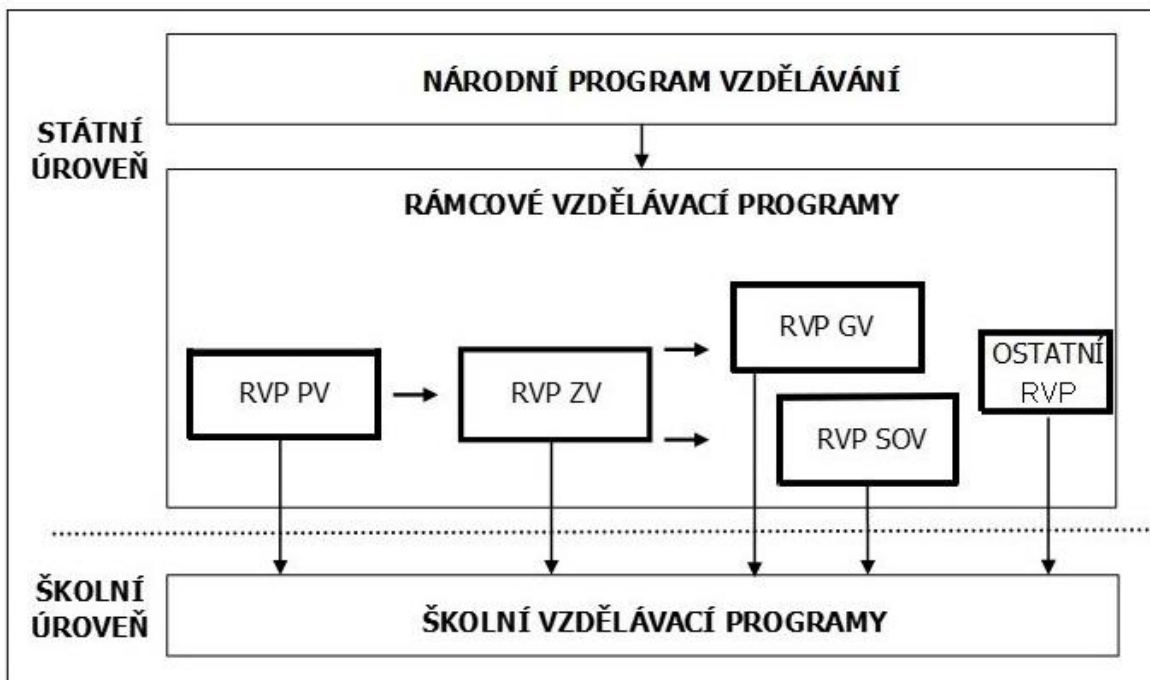 NÁRODNÍ PROGRAM VZDĚLÁVÁNÍ
STÁTNÍ
ÚROVEŇ
RÁMCOVÉ VZDĚLÁVACÍ PROGRAMY
RVP PV
RVP ZV
RVP GV
RVP SOV
OSTATNÍ
RVP
ŠKOLNÍ
ÚROVEŇ
ŠKOLNÍ VZDĚLÁVACÍ PROGRAMY